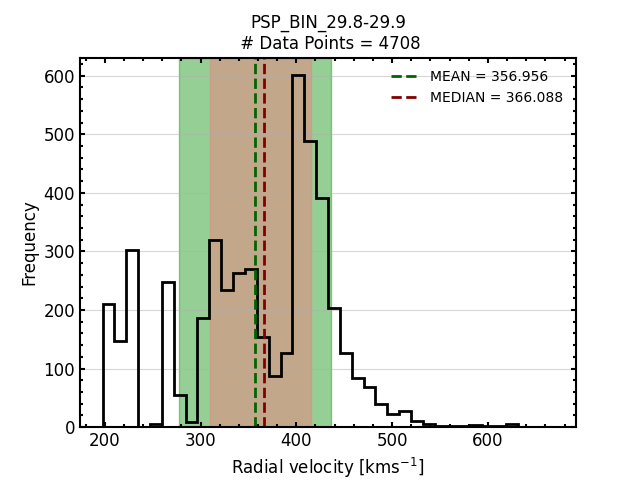 PSP_BIN_29.8-29.9
# Data Points = 4708
MEAN = 356.956
MEDIAN = 366.088
600
500
400
300
200
100
0
Frequency
200 300 400 500 600
Radial velocity [kms⁻¹]